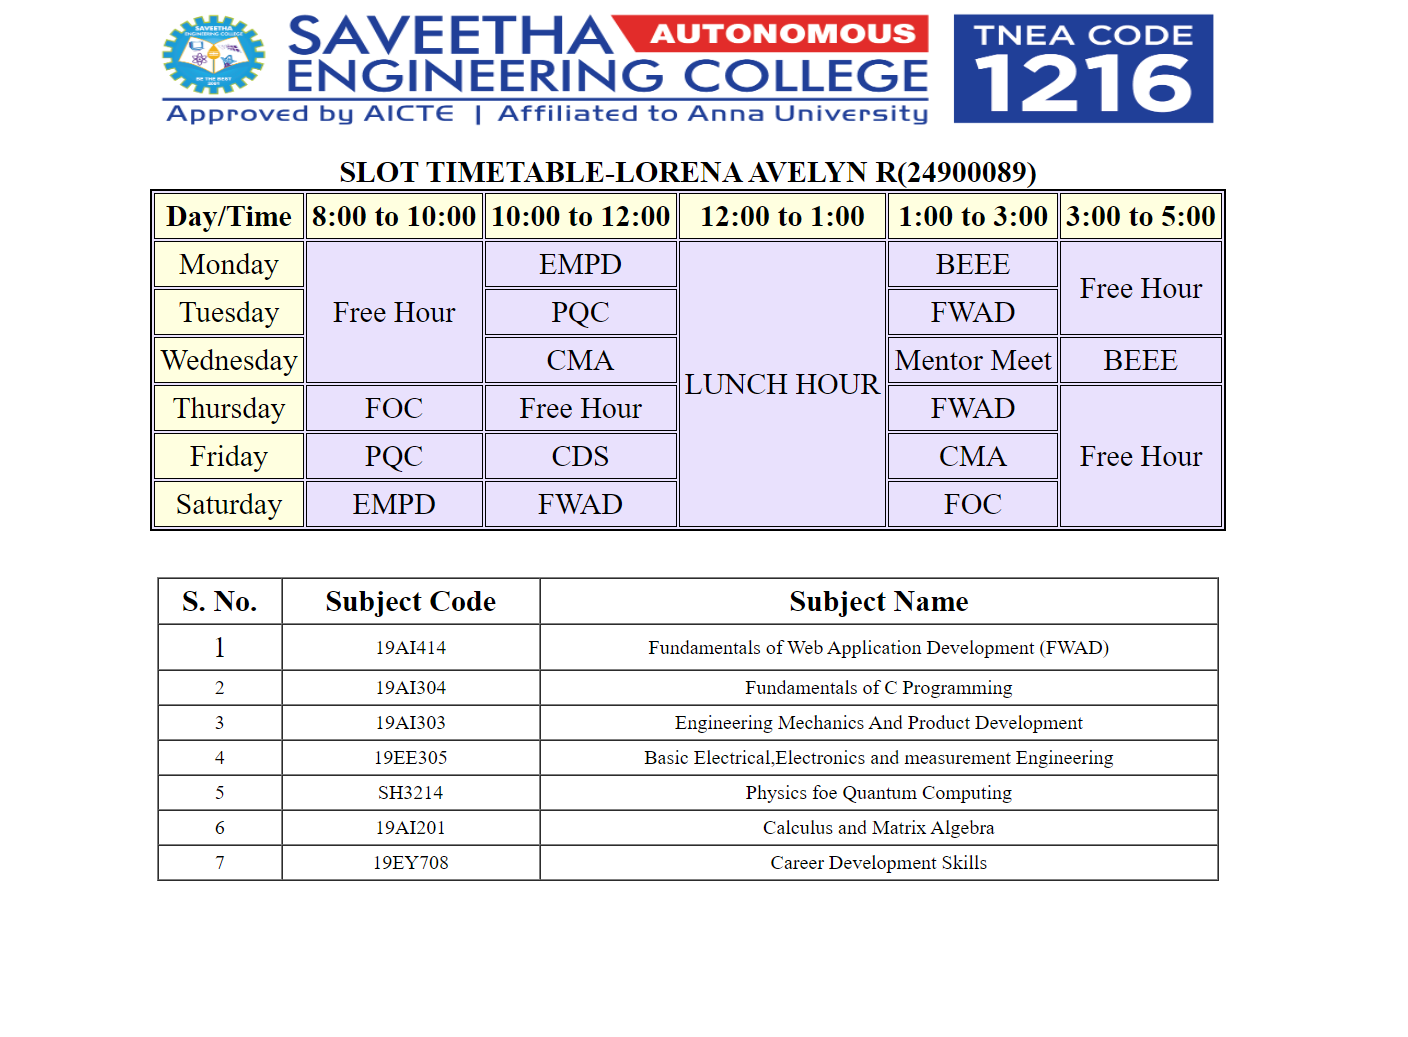 SAVEETHA AUTONOMOUS
ENGINEERING COLLEGE
Approved by AICTE | Affiliated to Anna University
TNEA CODE
1216
SAVEETHA
ENGINEERING COLLEGE
BE THE BEST
SLOT TIMETABLE-LORENA AVELYN R(24900089)
Day/Time 8:00 to 10:00 10:00 to 12:00 12:00 to 1:00 1:00 to 3:00 3:00 to 5:00
Monday Free Hour EMPD LUNCH HOUR BEEE Free Hour
Tuesday PQC FWAD
Wednesday CMA Mentor Meet BEEE
Thursday FOC Free Hour FWAD Free Hour
Friday PQC CDS CMA
Saturday EMPD FWAD FOC
S. No. Subject Code Subject Name
1 19AI414 Fundamentals of Web Application Development (FWAD)
2 19AI304 Fundamentals of C Programming
3 19AI303 Engineering Mechanics And Product Development
4 19EE305 Basic Electrical,Electronics and measurement Engineering
5 SH3214 Physics foe Quantum Computing
6 19AI201 Calculus and Matrix Algebra
7 19EY708 Career Development Skills